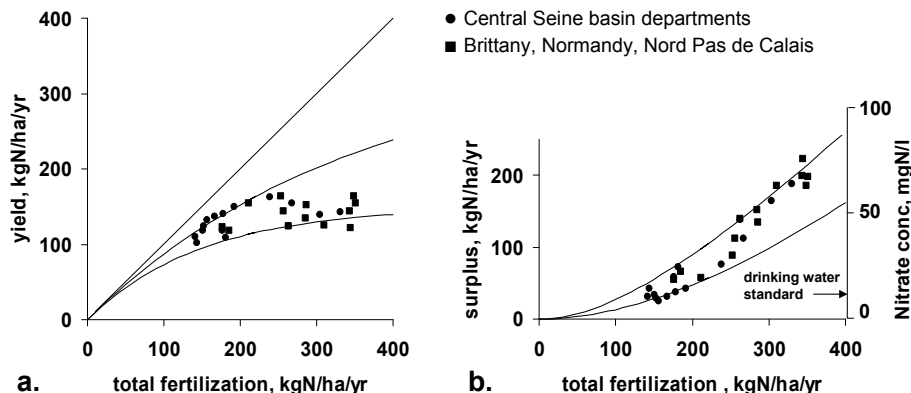 ● Central Seine basin departments
■ Brittany, Normandy, Nord Pas de Calais
yield, kgN/ha/yr
400
300
200
100
0
0 100 200 300 400
a. total fertilization, kgN/ha/yr
surplus, kgN/ha/yr
200
100
0
0 100 200 300 400
b. total fertilization , kgN/ha/yr
drinking water
standard
100
50
0
Nitrate conc, mgN/l